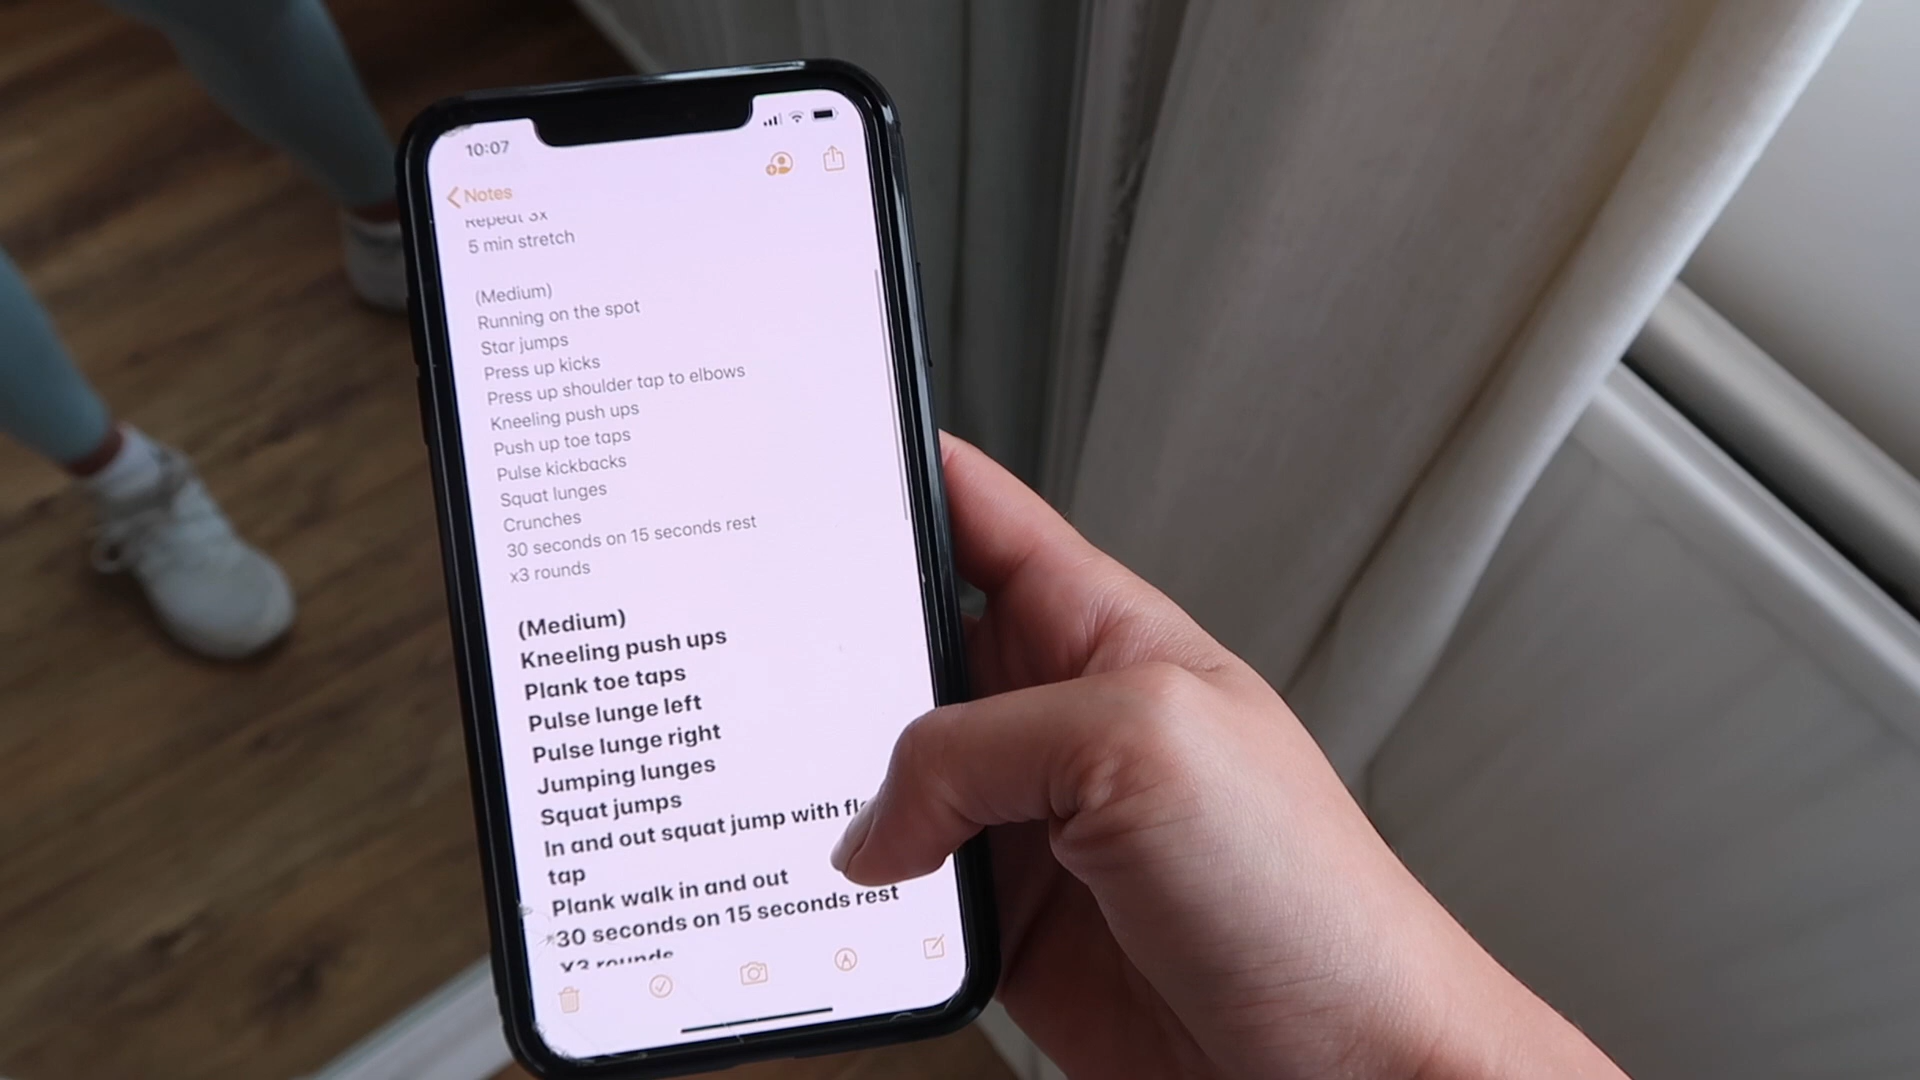 10:07
Notes
Repeat 3x
5 min stretch
(Medium)
Running on the spot
Star jumps
Press up kicks
Press up shoulder tap to elbows
Kneeling push ups
Push up toe taps
Pulse kickbacks
Squat lunges
Crunches
30 seconds on 15 seconds rest
x3 rounds
(Medium)
Kneeling push ups
Plank toe taps
Pulse lunge left
Pulse lunge right
Jumping lunges
Squat jumps
In and out squat jump with
tap
Plank walk in and out
30 seconds on 15 seconds rest
X3 rounds